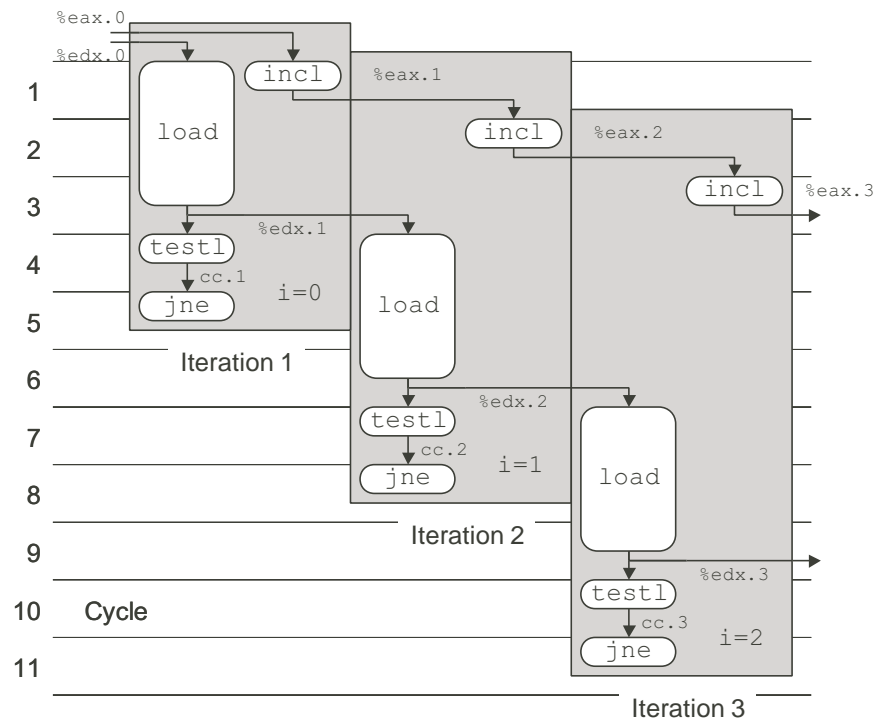 %eax.0
%edx.0
load
incl
%eax.1
1
incl
%eax.2
2
incl
%eax.3
3
%edx.1
testl
4
cc.1
load
jne
i=0
5
Iteration 1
6
%edx.2
testl
7
cc.2
load
jne
i=1
8
Iteration 2
9
%edx.3
testl
10 Cycle
cc.3
jne
i=2
11
Iteration 3